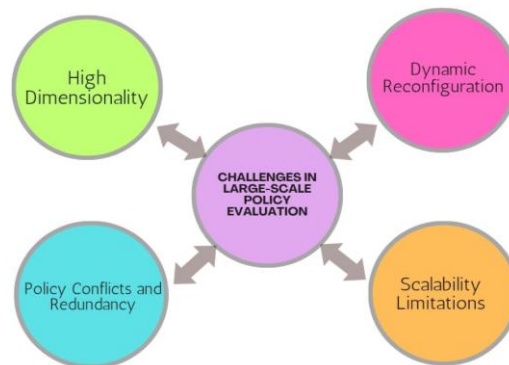 High
Dimensionality
Dynamic
Reconfiguration
CHALLENGES IN
LARGE-SCALE
POLICY
EVALUATION
Policy Conflicts and
Redundancy
Scalability
Limitations